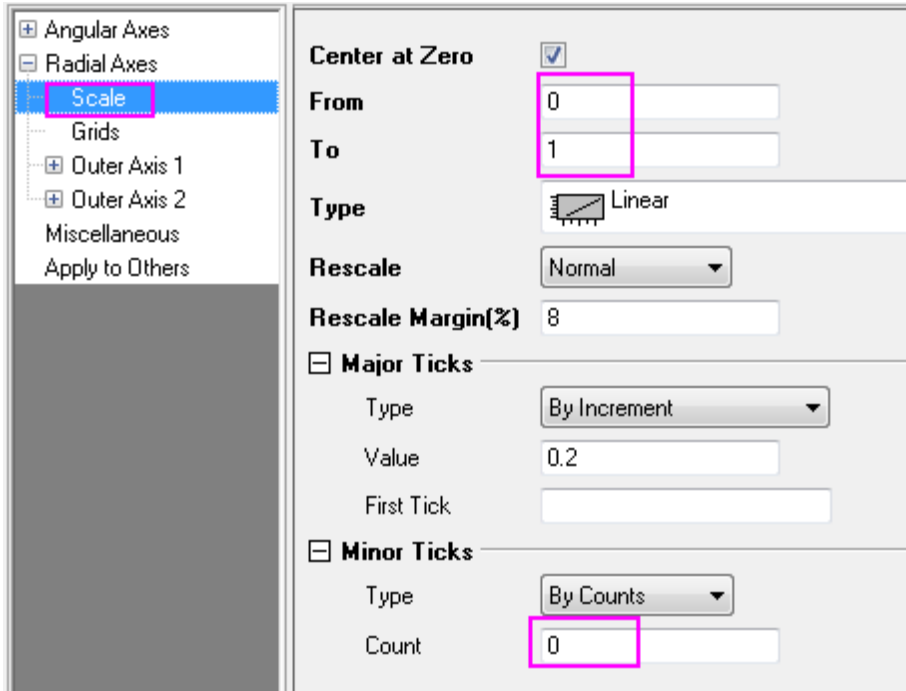 Angular Axes
Radial Axes
Scale
Grids
Outer Axis 1
Outer Axis 2
Miscellaneous
Apply to Others
Center at Zero
From 0
To 1
Type Linear
Rescale Normal
Rescale Margin(%) 8
Major Ticks
Type By Increment
Value 0.2
First Tick
Minor Ticks
Type By Counts
Count 0